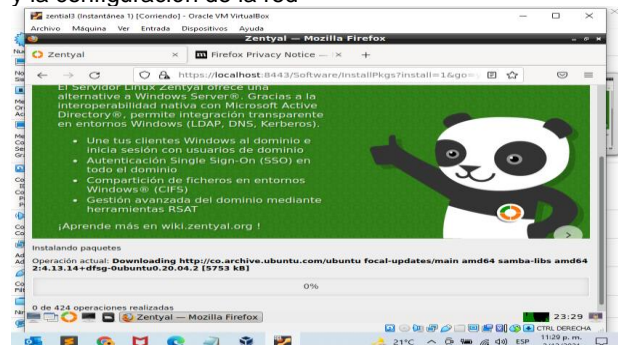 y la configuración de la red
zential3 (Instantánea 1) [Corriendo] - Oracle VM VirtualBox
Archivo Máquina Ver Entrada Dispositivos Ayuda
Zentyal — Mozilla Firefox
Zentyal
Firefox Privacy Notice —
https://localhost:8443/Software/InstallPkgs?install=1&go=
El Servidor Linux Zentyal ofrece una
alternative a Windows Server®. Gracias a la
interoperabilidad nativa con Microsoft Active
Directory®, permite integración transparente
en entornos Windows (LDAP, DNS, Kerberos).
• Une tus clientes Windows al dominio e
inicia sesión con usuarios de dominio
• Autenticación Single Sign-On (SSO) en
todo el dominio
• Compartición de ficheros en entornos
Windows® (CIFS)
• Gestión avanzada del dominio mediante
herramientas RSAT
¡Aprende más en wiki.zentyal.org !
Instalando paquetes
Operación actual: Downloading http://co.archive.ubuntu.com/ubuntu focal-updates/main amd64 samba-libs amd64
2:4.13.14+dfsg-0ubuntu0.20.04.2 [5753 kB]
0%
0 de 424 operaciones realizadas
Zentyal — Mozilla Firefox
23:29
CTRL DERECHA
21°C
ESP
11:29 p. m.